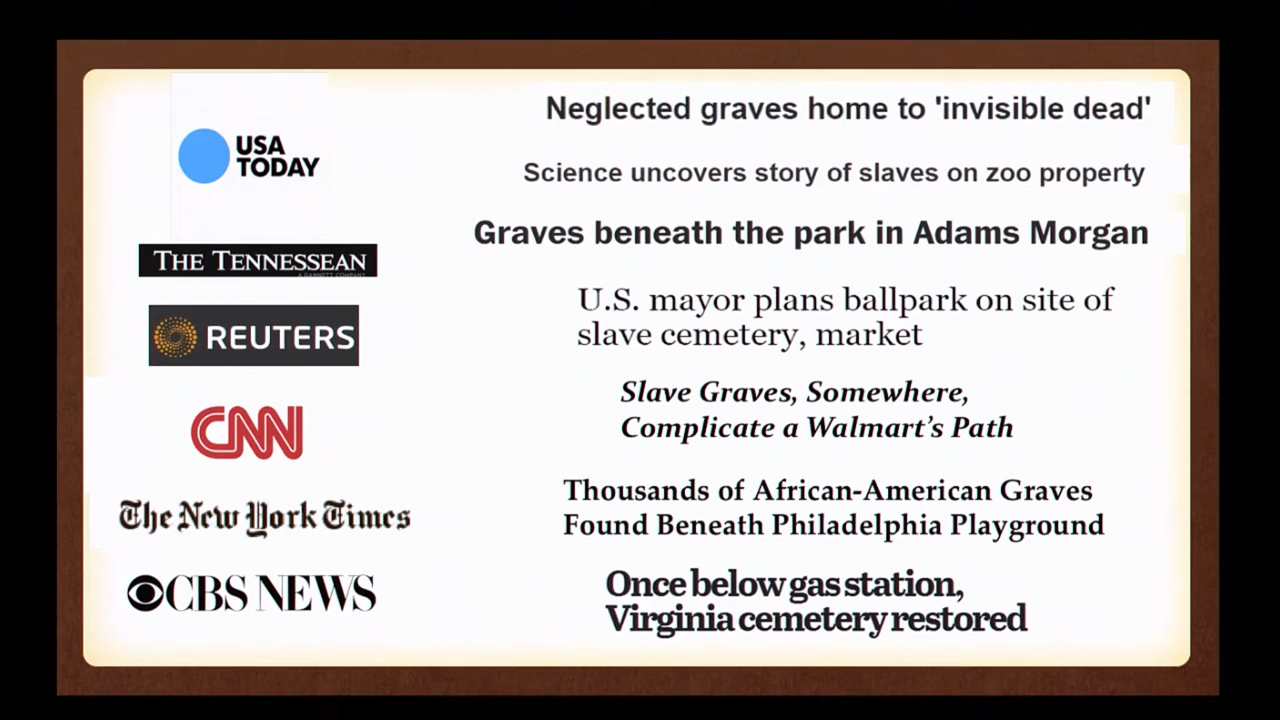 USA
TODAY
THE TENNESSEAN
A GANNETT COMPANY
REUTERS
CNN
The New York Times
CBS NEWS
Neglected graves home to 'invisible dead'
Science uncovers story of slaves on zoo property
Graves beneath the park in Adams Morgan
U.S. mayor plans ballpark on site of
slave cemetery, market
Slave Graves, Somewhere,
Complicate a Walmart’s Path
Thousands of African-American Graves
Found Beneath Philadelphia Playground
Once below gas station,
Virginia cemetery restored